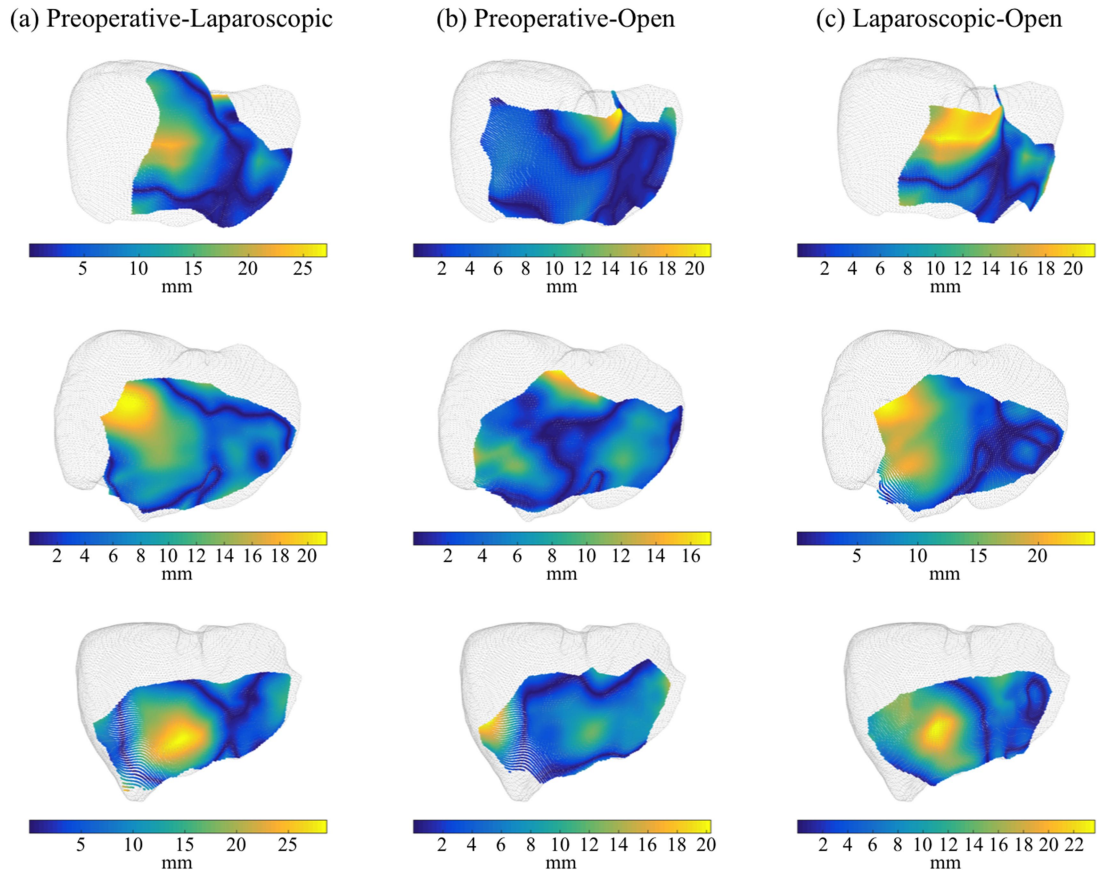 (a) Preoperative-Laparoscopic (b) Preoperative-Open (c) Laparoscopic-Open
5 10 15 20 25
mm
2 4 6 8 10 12 14 16 18 20
mm
2 4 6 8 10 12 14 16 18 20
mm
2 4 6 8 10 12 14 16 18 20
mm
2 4 6 8 10 12 14 16
mm
5 10 15 20
mm
5 10 15 20 25
mm
2 4 6 8 10 12 14 16 18 20
mm
2 4 6 8 10 12 14 16 18 20 22
mm